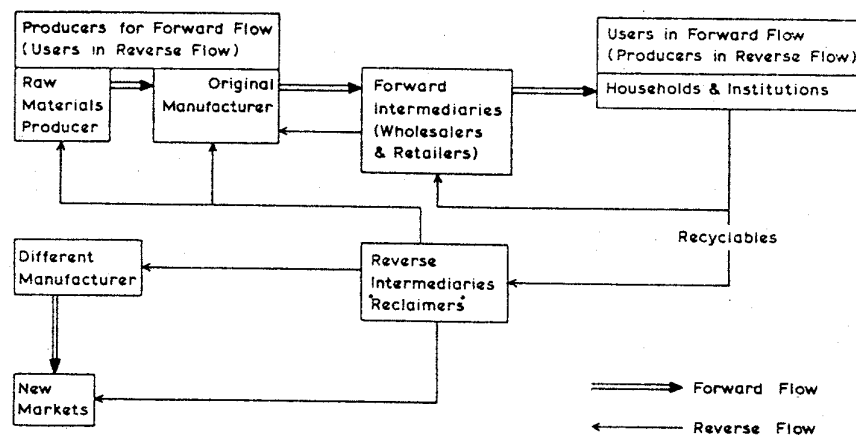 Producers for Forward Flow
(Users in Reverse Flow)
Raw
Materials
Producer
Original
Manufacturer
Forward
Intermediaries
(Wholesalers
& Retailers)
Users in Forward Flow
(Producers in Reverse Flow)
Households & Institutions
Recyclables
Different
Manufacturer
Reverse
Intermediaries
"Reclaimers"
New
Markets
Forward Flow
Reverse Flow